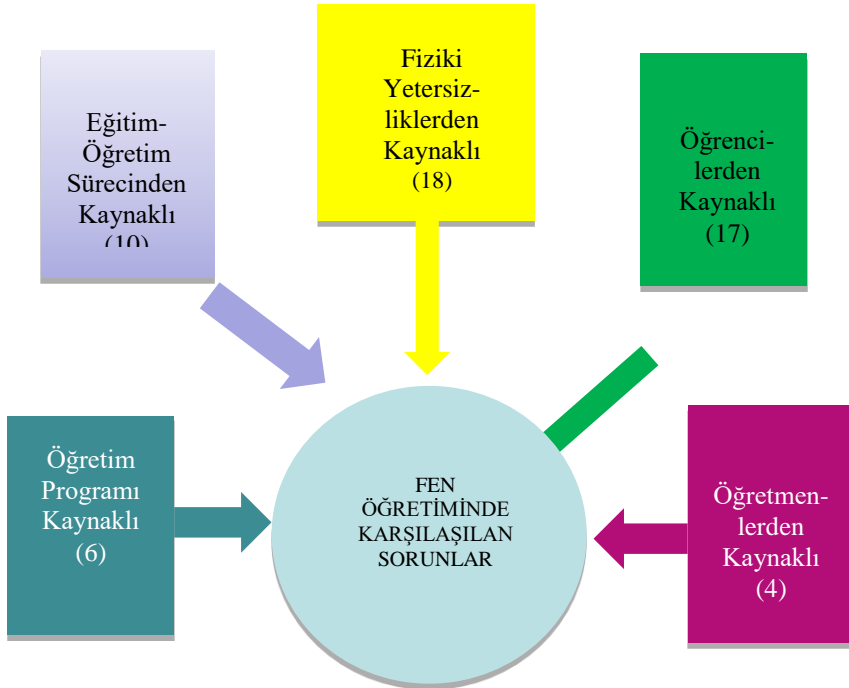 Eğitim-
Öğretim
Sürecinden
Kaynaklı
(10)
Fiziki
Yetersiz-
liklerden
Kaynaklı
(18)
Öğrenci-
lerden
Kaynaklı
(17)
Öğretim
Programı
Kaynaklı
(6)
FEN
ÖĞRETİMİNDE
KARŞILAŞILAN
SORUNLAR
Öğretmen-
lerden
Kaynaklı
(4)